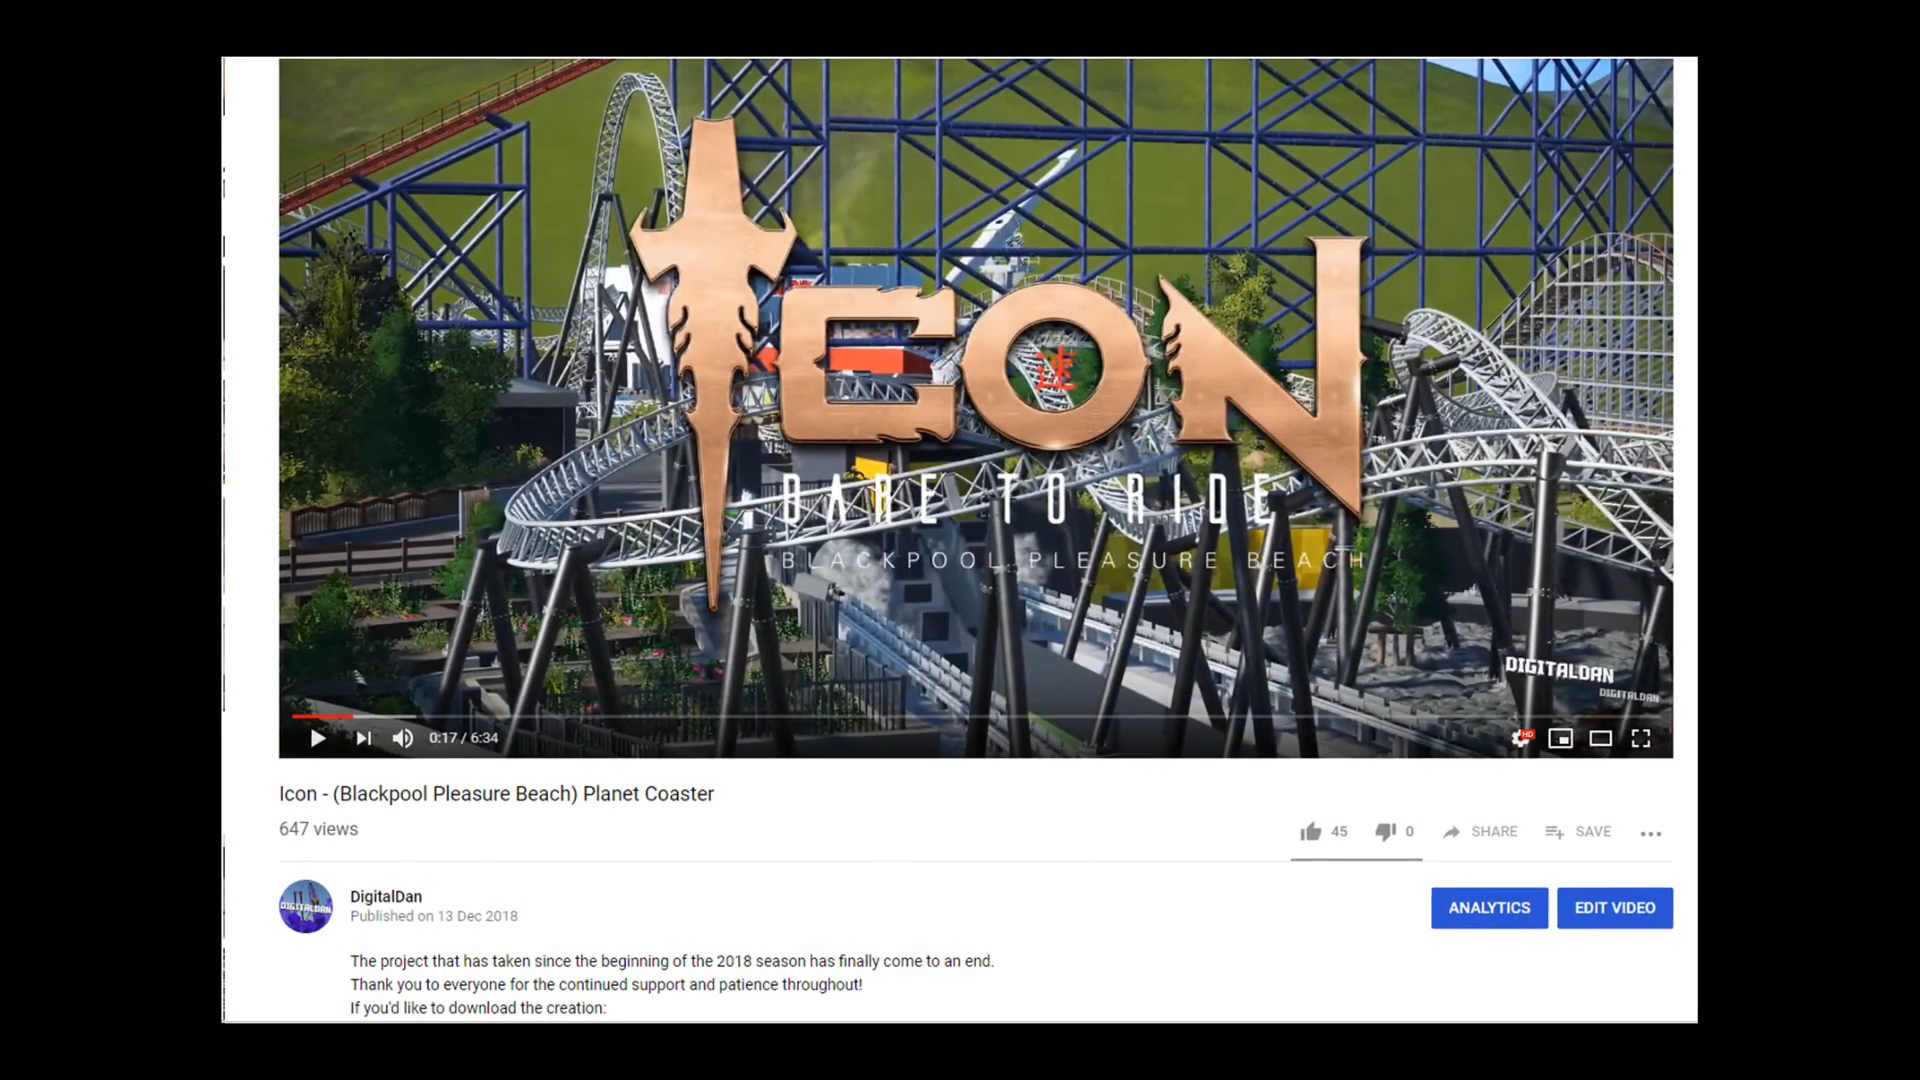 ICON
速
DARE TO RIDE
BLACKPOOL PLEASURE BEACH
DIGITALDAN
DIGITALDAN
0:17 / 6:34
HD
Icon - (Blackpool Pleasure Beach) Planet Coaster
647 views
45
0
SHARE
SAVE
DIGITALDAN
DigitalDan
Published on 13 Dec 2018
ANALYTICS
EDIT VIDEO
The project that has taken since the beginning of the 2018 season has finally come to an end.
Thank you to everyone for the continued support and patience throughout!
If you'd like to download the creation: